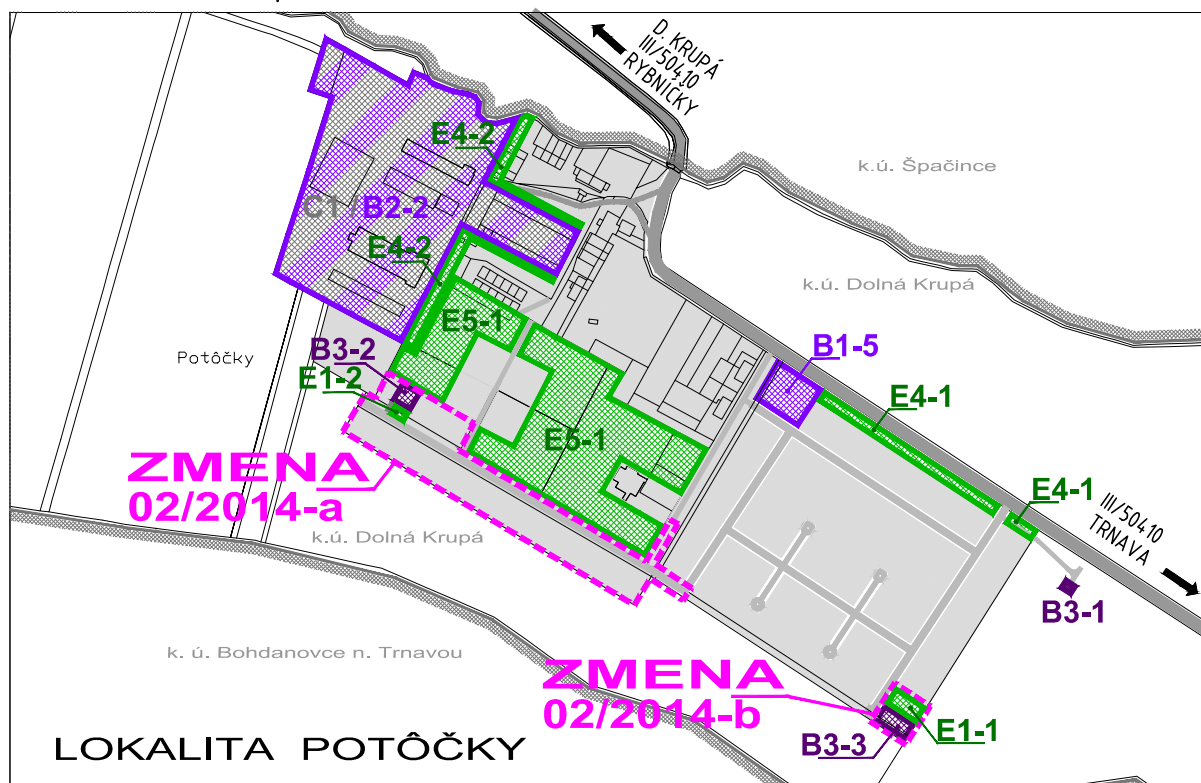 D. KRUPÁ
III/50410
RYBNÍČKY
E4-2
k.ú. Špačince
C1 / B2-2
E4-2
k.ú. Dolná Krupá
E5-1
B3-2
B1-5
Potôčky
E1-2
E4-1
E5-1
ZMENA
02/2014-a
E4-1
III/50410
TRNAVA
k.ú. Dolná Krupá
B3-1
k. ú. Bohdanovce n. Trnavou
ZMENA
02/2014-b
E1-1
B3-3
LOKALITA POTÔČKY